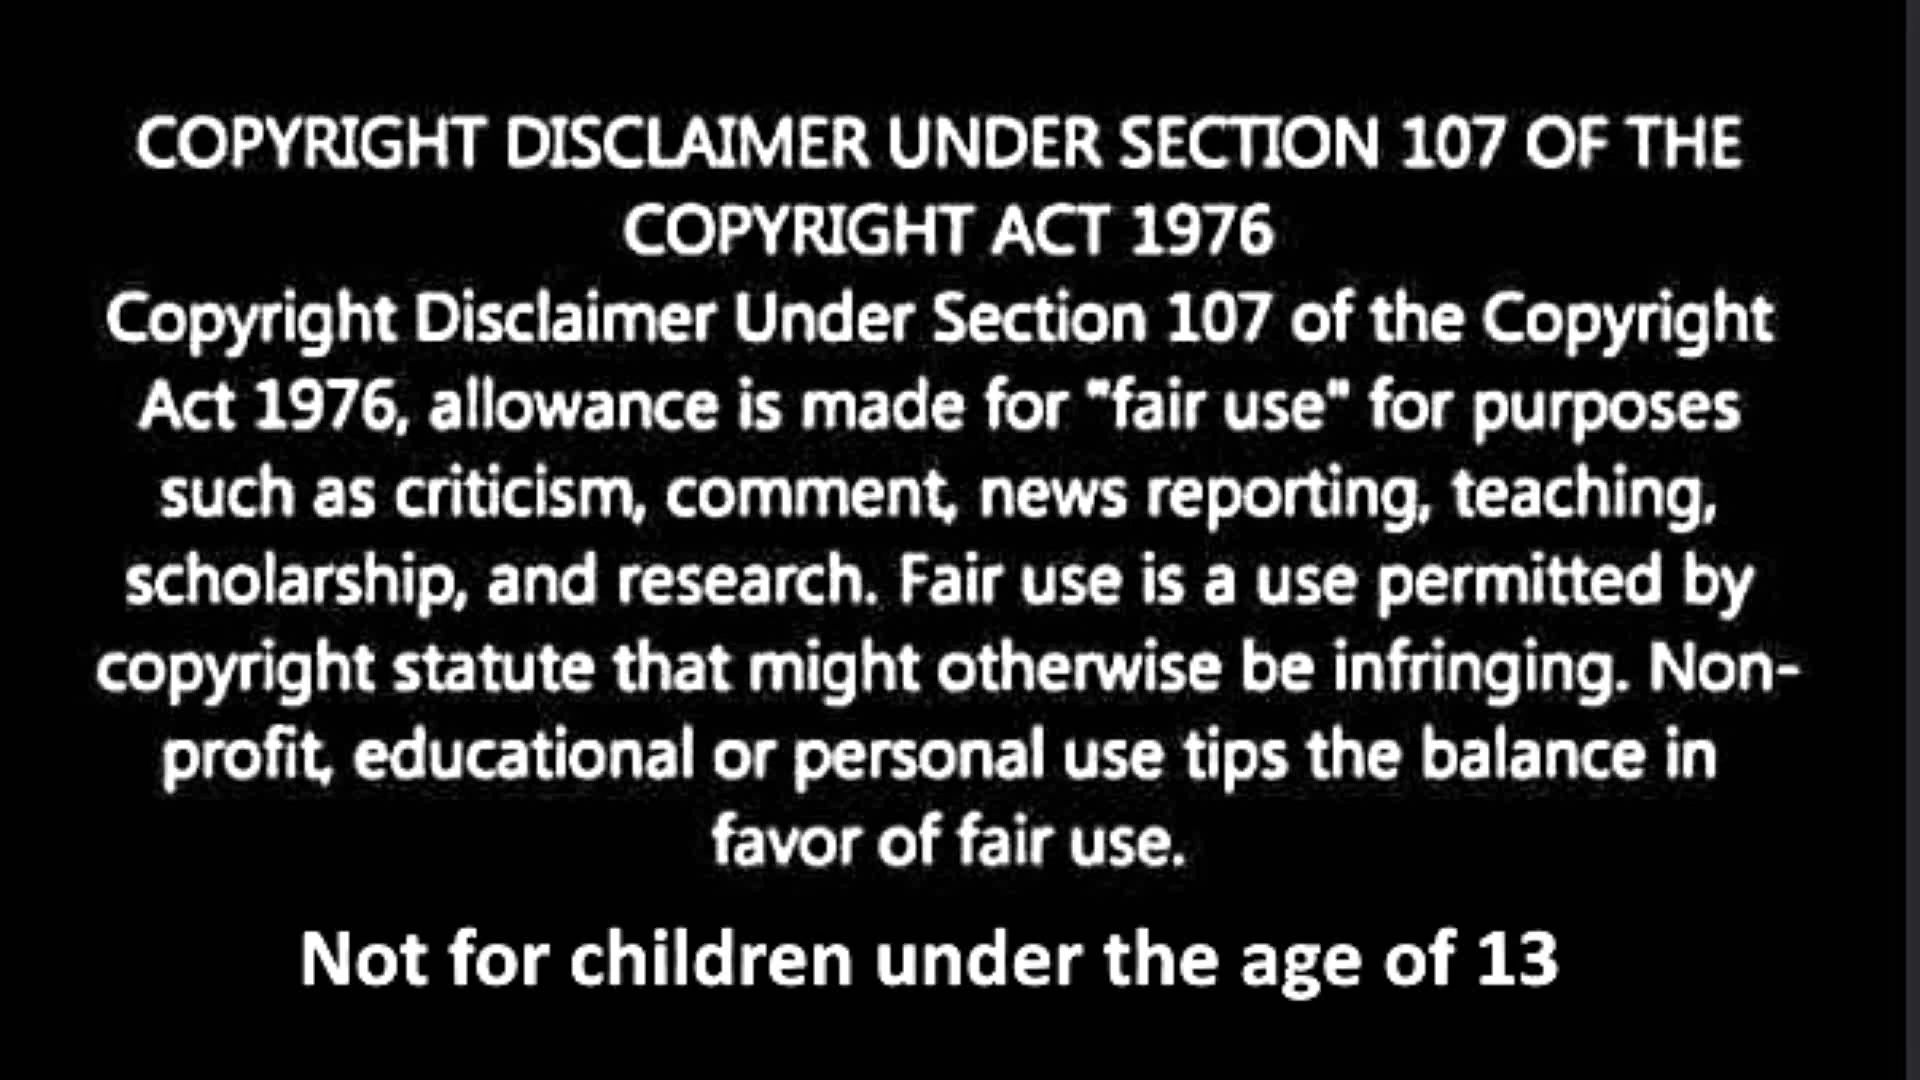 COPYRIGHT DISCLAIMER UNDER SECTION 107 OF THE
COPYRIGHT ACT 1976
Copyright Disclaimer Under Section 107 of the Copyright
Act 1976, allowance is made for "fair use" for purposes
such as criticism, comment, news reporting, teaching,
scholarship, and research. Fair use is a use permitted by
copyright statute that might otherwise be infringing. Non-
profit, educational or personal use tips the balance in
favor of fair use.
Not for children under the age of 13